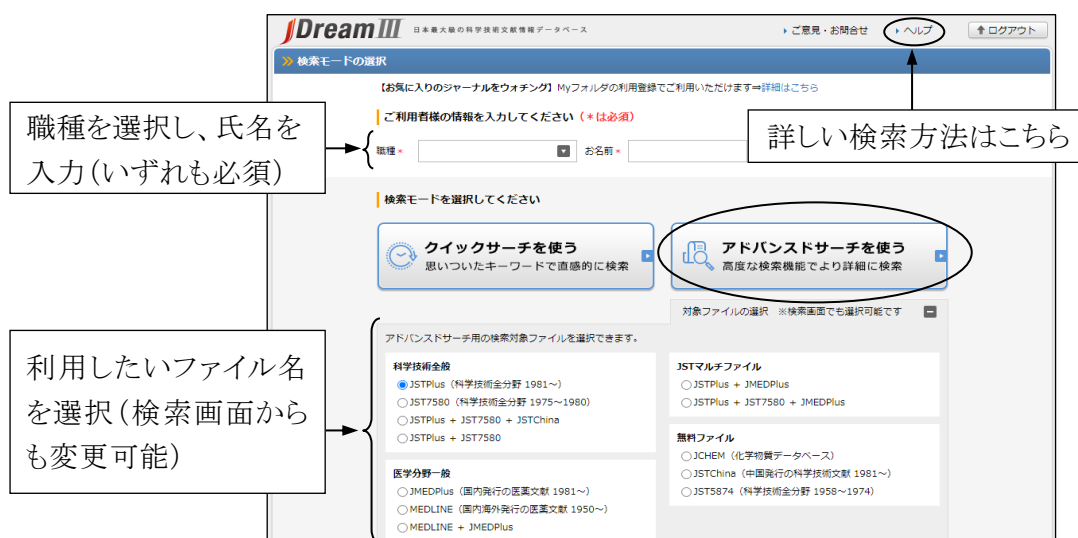 JDreamⅢ 日本最大級の科学技術文献情報データベース ご意見・お問合せ ヘルプ ログアウト
検索モードの選択
【お気に入りのジャーナルをウォチング】Myフォルダの利用登録でご利用いただけます⇒詳細はこちら
ご利用者様の情報を入力してください（＊は必須）
職種＊ お名前＊
職種を選択し、氏名を
入力（いずれも必須）
詳しい検索方法はこちら
検索モードを選択してください
クイックサーチを使う
思いついたキーワードで直感的に検索
アドバンスドサーチを使う
高度な検索機能でより詳細に検索
対象ファイルの選択 ※検索画面でも選択可能です
アドバンスドサーチ用の検索対象ファイルを選択できます。
利用したいファイル名
を選択（検索画面から
も変更可能）
科学技術全般
JSTPlus（科学技術全分野 1981～）
JST7580（科学技術全分野 1975～1980）
JSTPlus + JST7580 + JSTChina
JSTPlus + JST7580
医学分野一般
JMEDPlus（国内発行の医薬文献 1981～）
MEDLINE（国内海外発行の医薬文献 1950～）
MEDLINE + JMEDPlus
JSTマルチファイル
JSTPlus + JMEDPlus
JSTPlus + JST7580 + JMEDPlus
無料ファイル
JCHEM（化学物質データベース）
JSTChina（中国発行の科学技術文献 1981～）
JST5874（科学技術全分野 1958～1974）